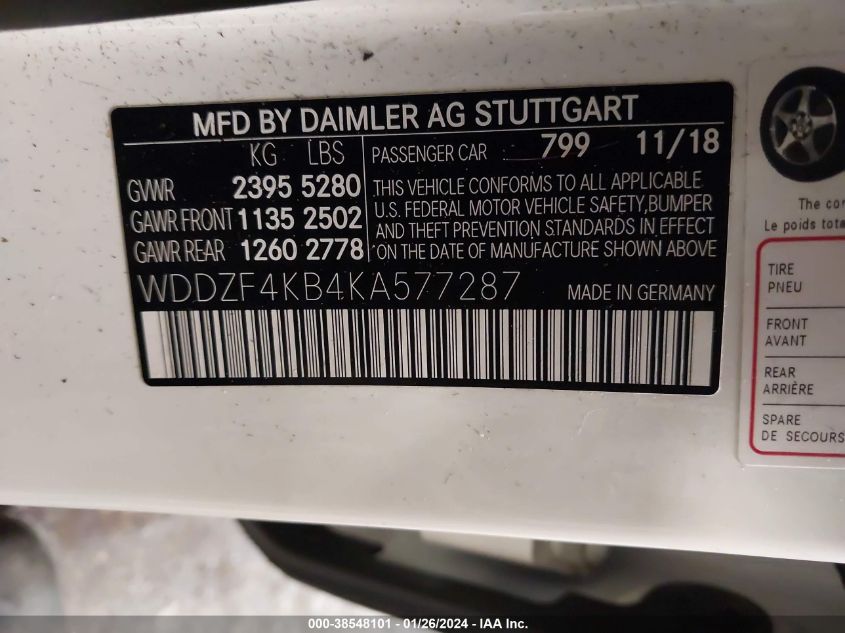 MFD BY DAIMLER AG STUTTGART
KG LBS
GVWR 2395 5280
GAWR FRONT 1135 2502
GAWR REAR 1260 2778
PASSENGER CAR 799 11/18
THIS VEHICLE CONFORMS TO ALL APPLICABLE
U.S. FEDERAL MOTOR VEHICLE SAFETY,BUMPER
AND THEFT PREVENTION STANDARDS IN EFFECT
ON THE DATE OF MANUFACTURE SHOWN ABOVE
WDDZF4KB4KA577287 MADE IN GERMANY
The com
Le poids tota
TIRE
PNEU
FRONT
AVANT
REAR
ARRIÈRE
SPARE
DE SECOURS
000-38548101 - 01/26/2024 - IAA Inc.